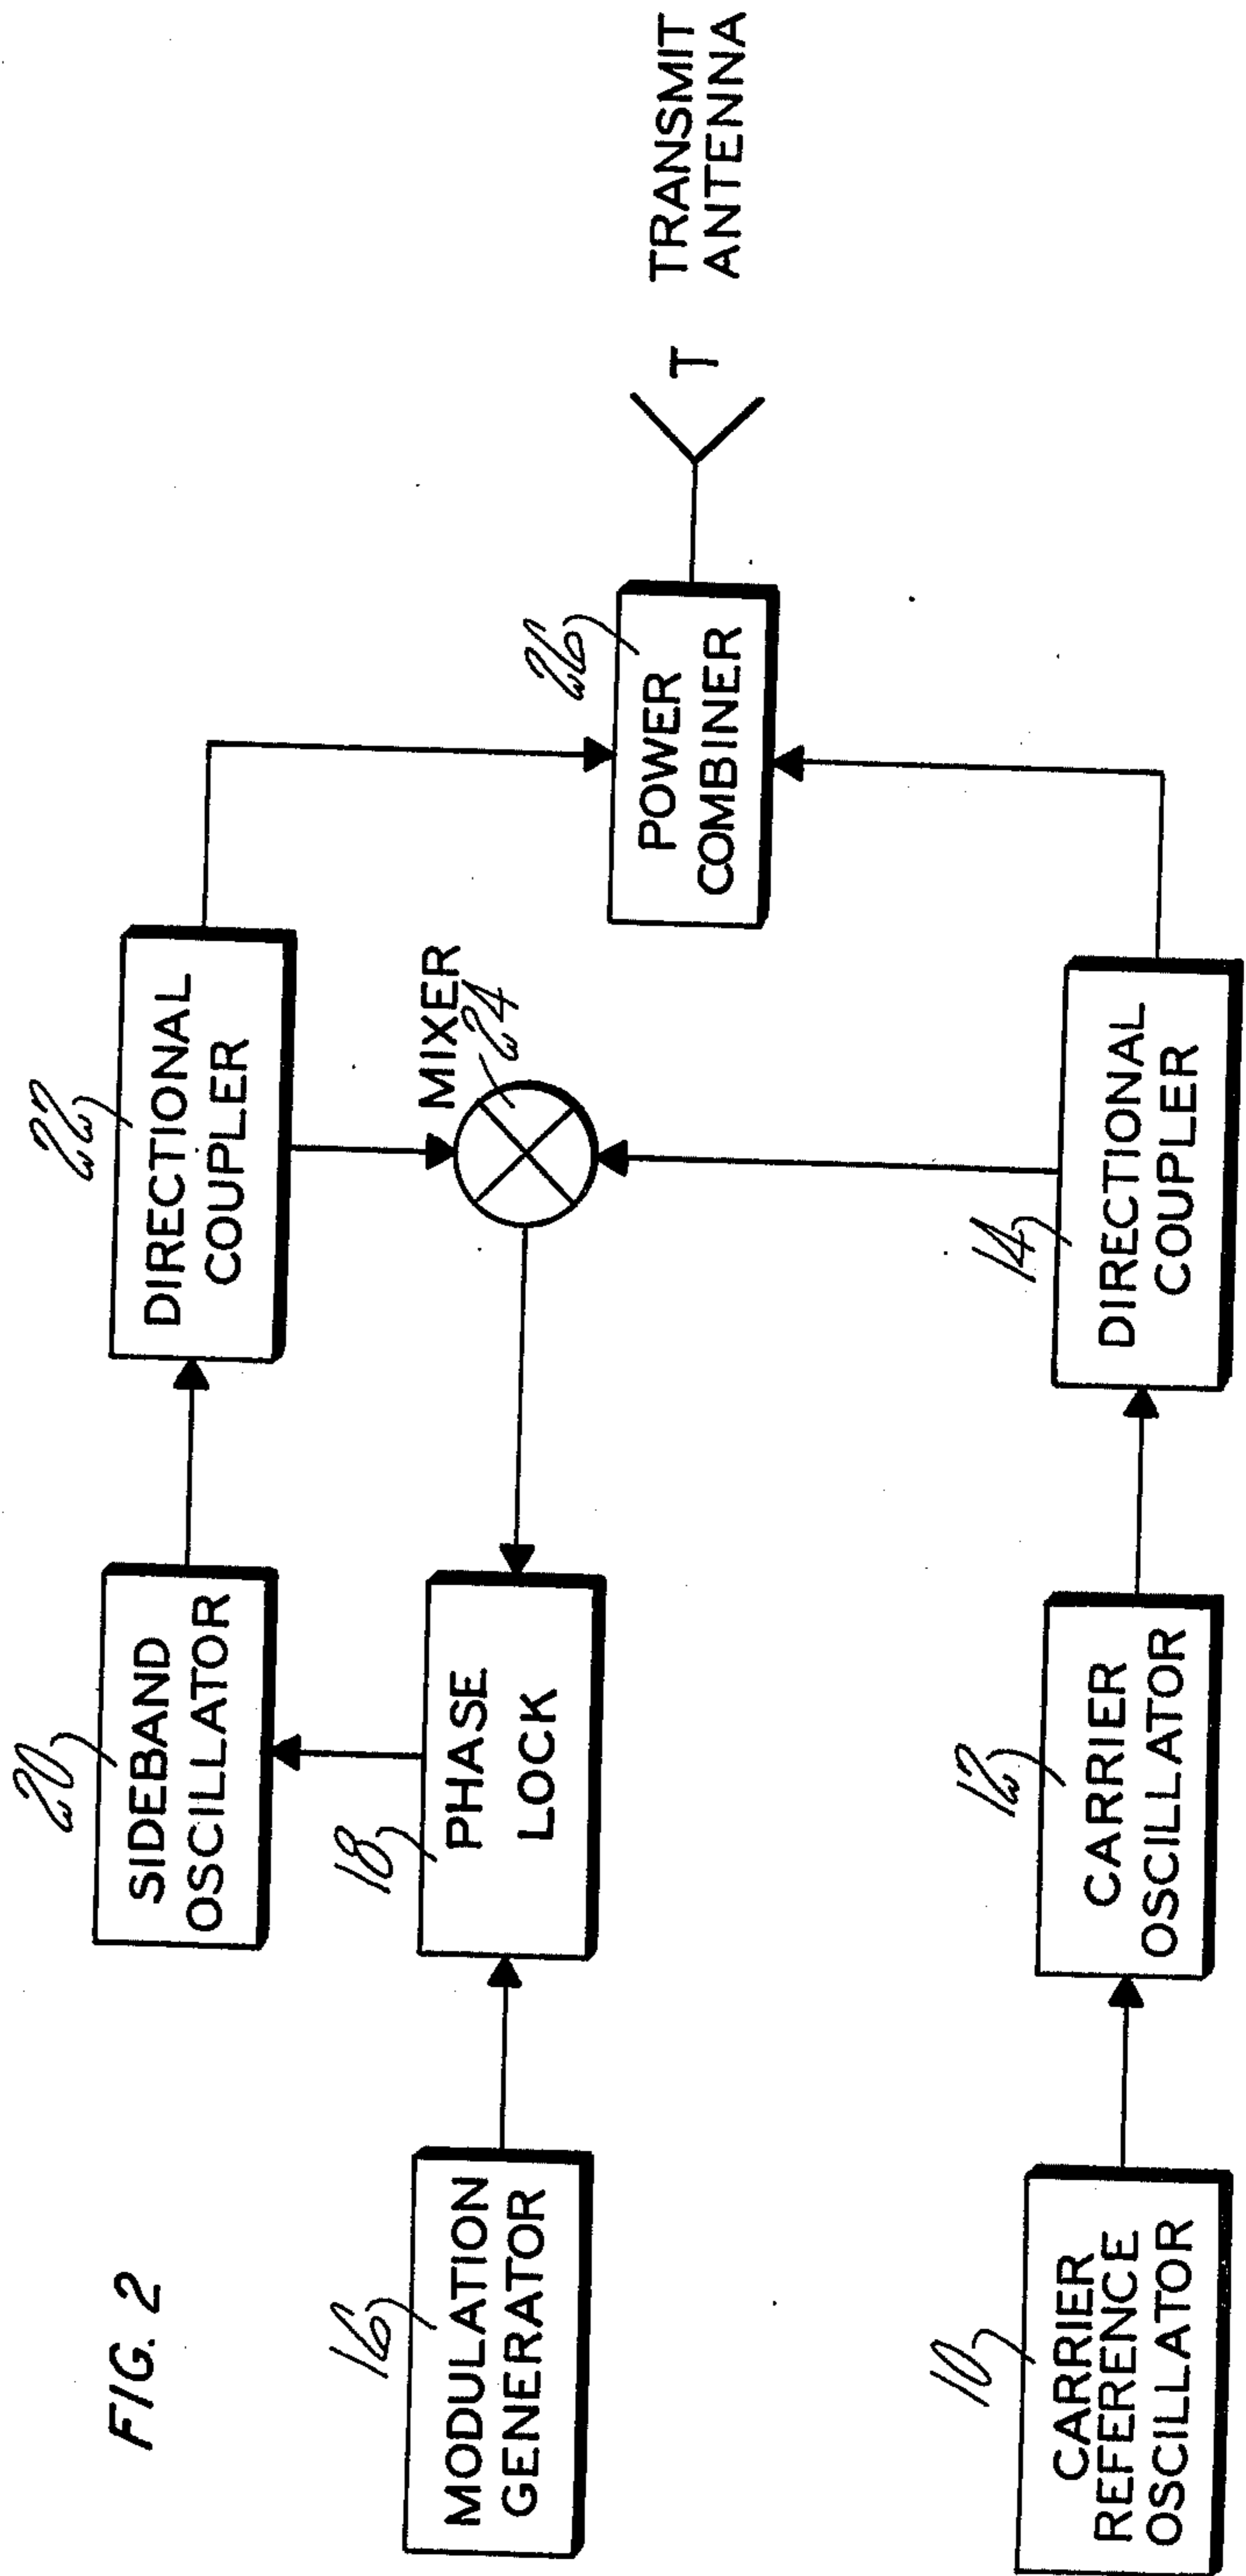 FIG. 2
20
SIDEBAND
OSCILLATOR
22
DIRECTIONAL
COUPLER
16
MODULATION
GENERATOR
18
PHASE
LOCK
MIXER
24
26
POWER
COMBINER
T
TRANSMIT
ANTENNA
10
CARRIER
REFERENCE
OSCILLATOR
12
CARRIER
OSCILLATOR
14
DIRECTIONAL
COUPLER